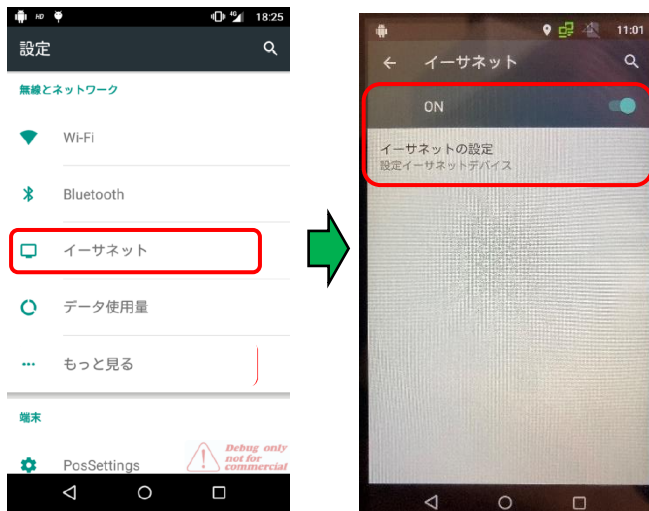 HD 4G 18:25
設定
無線とネットワーク
Wi-Fi
Bluetooth
イーサネット
データ使用量
もっと見る
端末
PosSettings
Debug only
not for
commercial
11:01
イーサネット
ON
イーサネットの設定
設定イーサネットデバイス